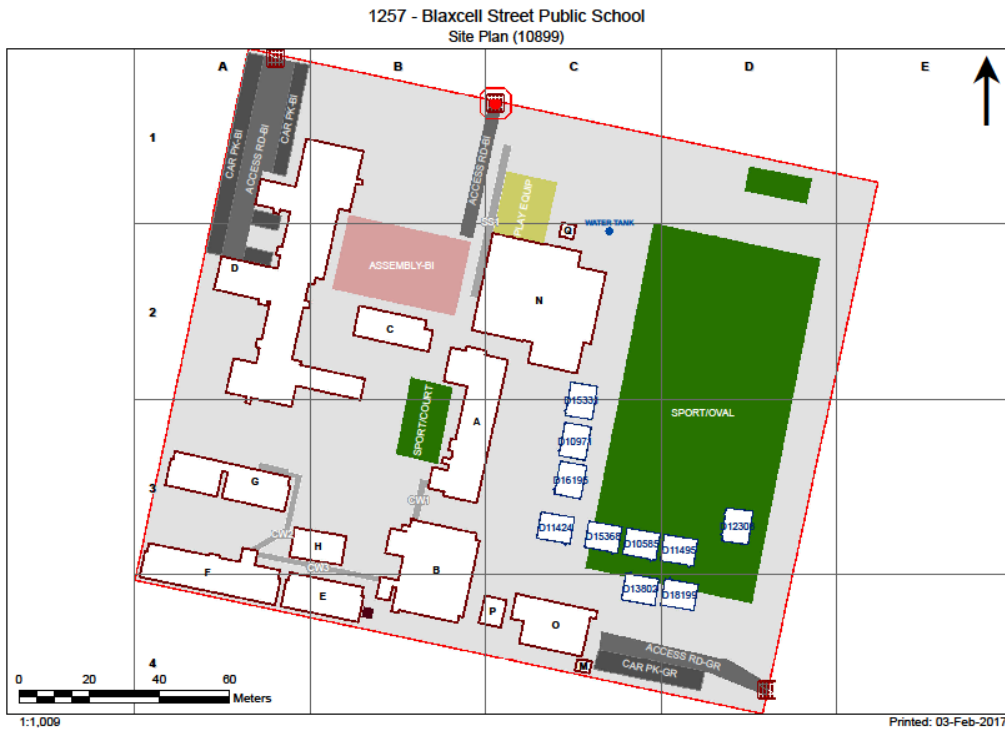 1257 - Blaxcell Street Public School
Site Plan (10899)
A
B
C
D
E
1
CAR PK-BI
ACCESS RD-BI
CAR PK-BI
ACCESS RD-BI
PLAY EQUIP
SS1
Q
WATER TANK
ASSEMBLY-BI
D
N
2
C
SPORT/COURT
A
D10971
D16195
SPORT/OVAL
3
G
CW1
D11424
D15368
D10585
D11495
CW2
H
CW3
F
B
E
D13802
D18199
P
O
M
ACCESS RD-GR
CAR PK-GR
4
0 20 40 60
Meters
1:1,009
Printed: 03-Feb-2017